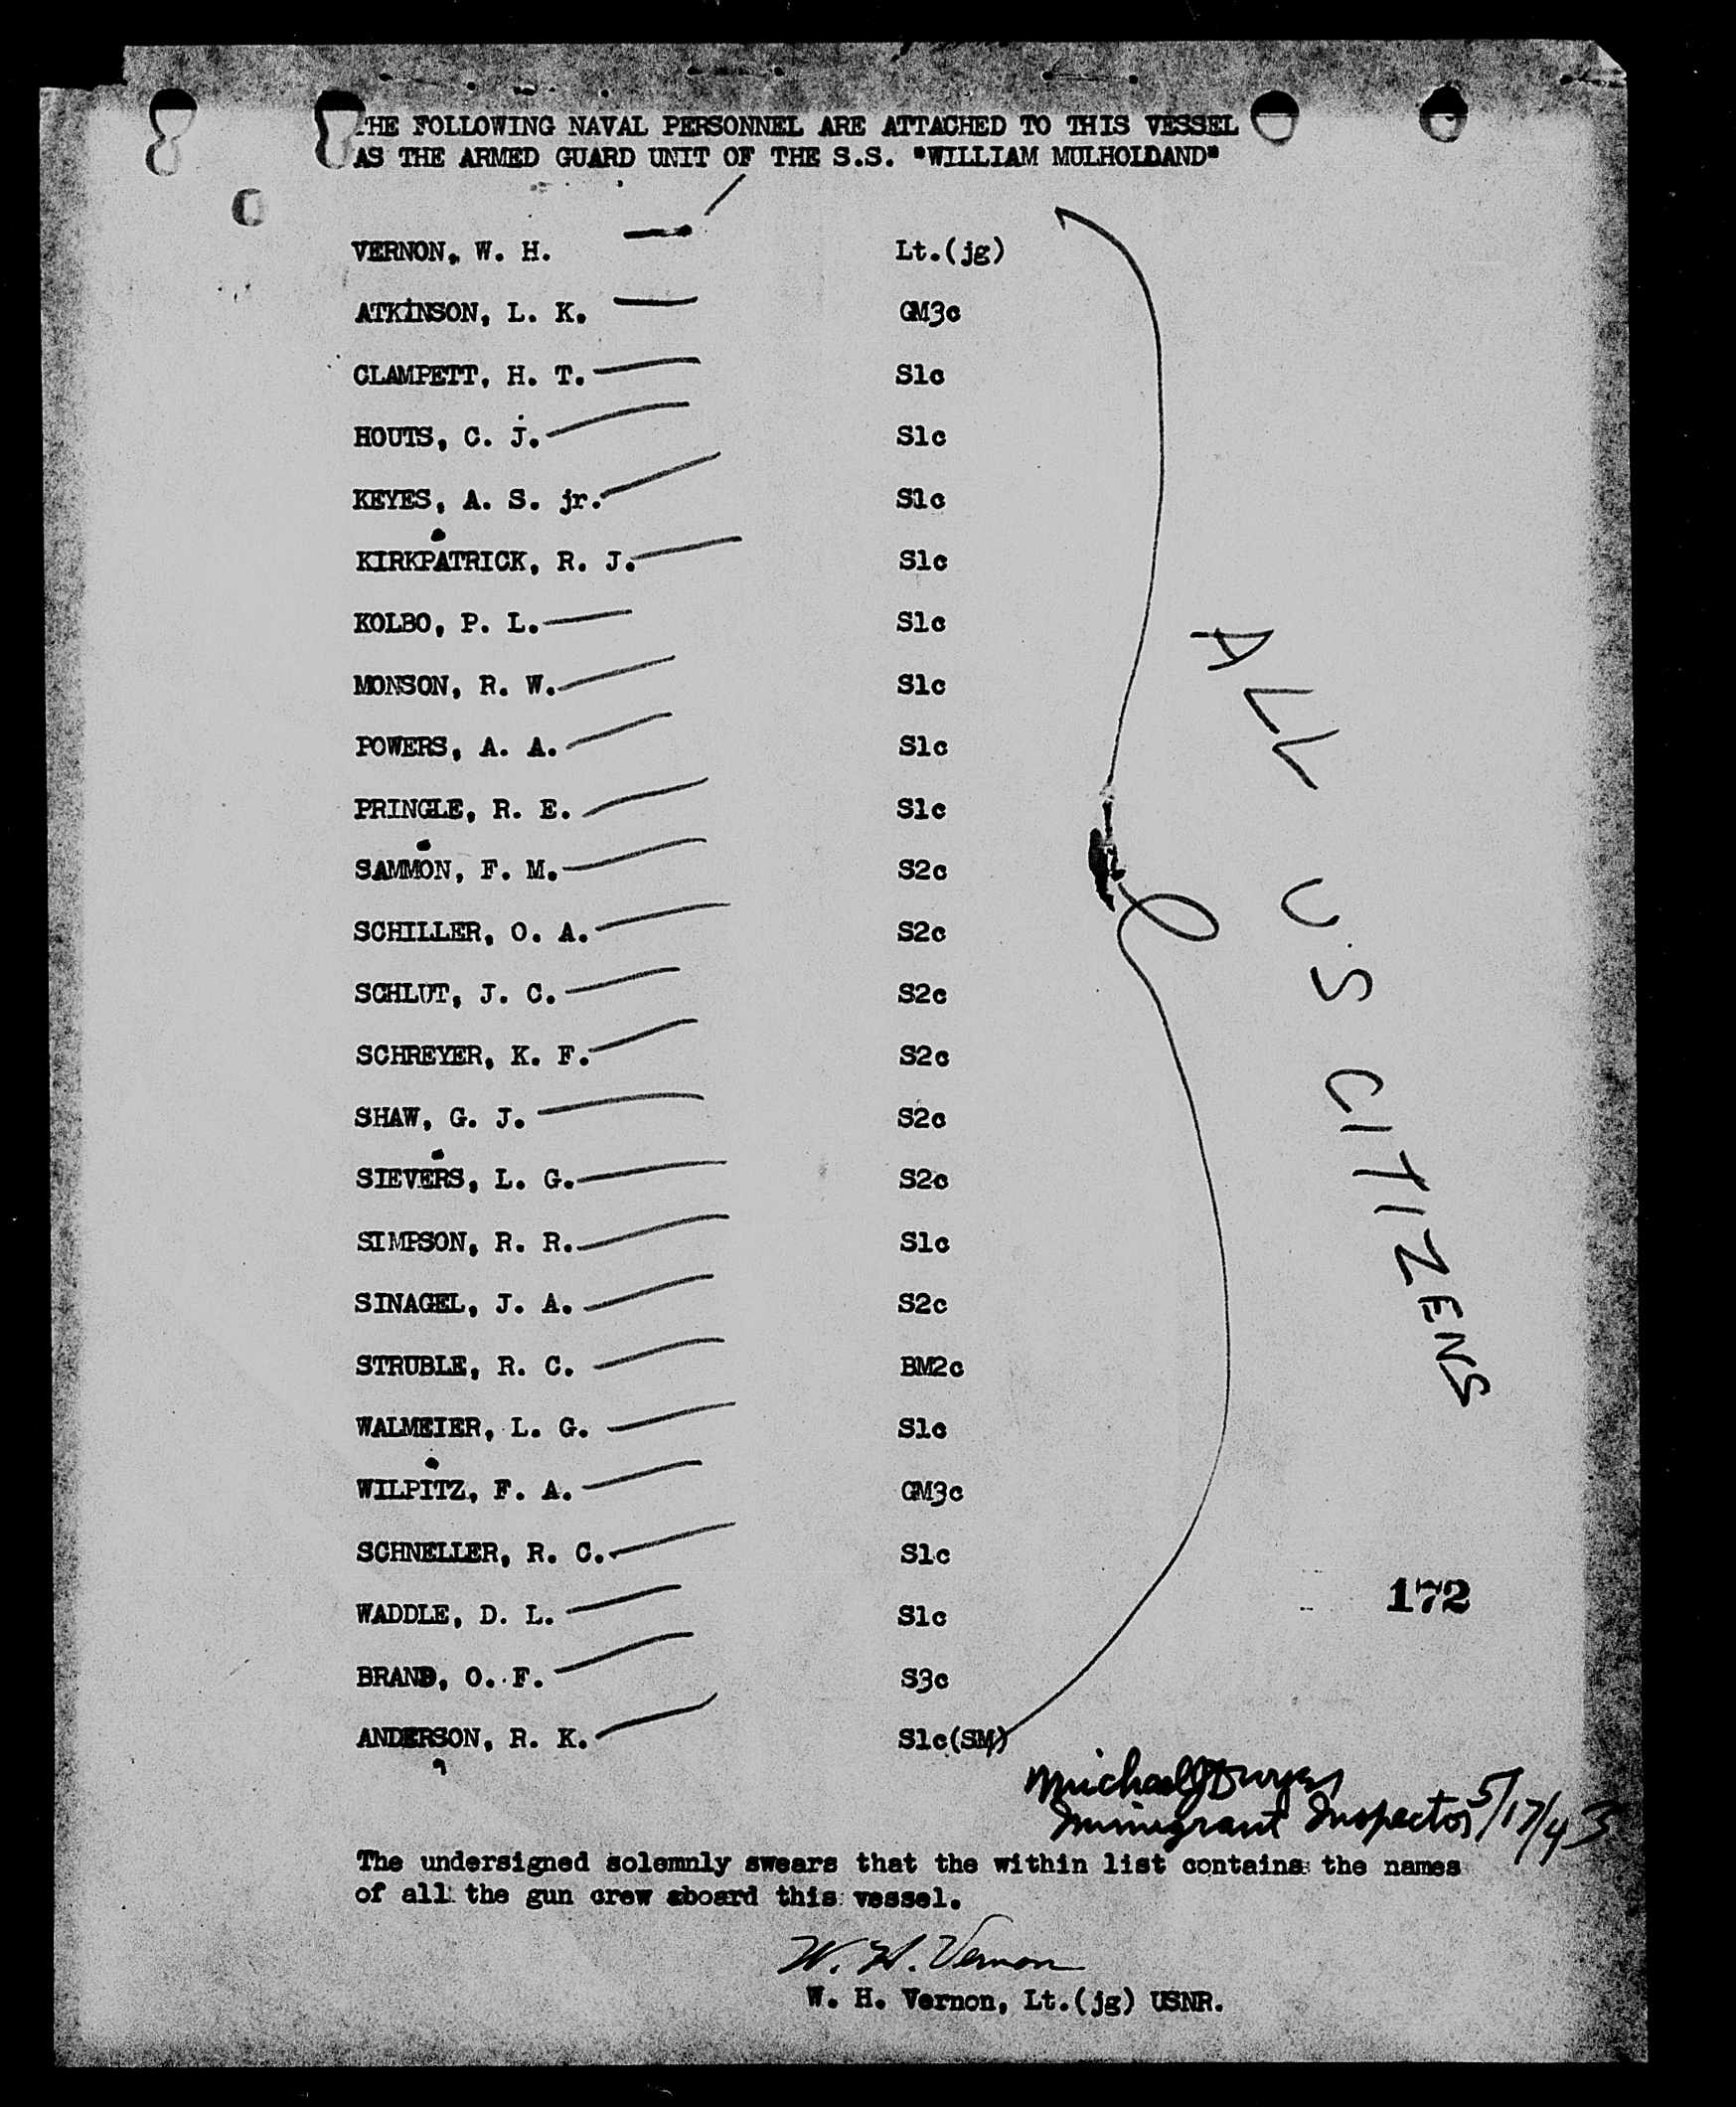 THE FOLLOWING NAVAL PERSONNEL ARE ATTACHED TO THIS VESSEL
AS THE ARMED GUARD UNIT OF THE S.S. "WILLIAM MULHOLDAND"
VERNON, W. H. Lt.(jg)
ATKINSON, L. K. GM3c
CLAMPETT, H. T. S1c
HOUTS, C. J. S1c
KEYES, A. S. jr. S1c
KIRKPATRICK, R. J. S1c
KOLBO, P. L. S1c
MONSON, R. W. S1c
POWERS, A. A. S1c
PRINGLE, R. E. S1c
SAMMON, F. M. S2c
SCHILLER, O. A. S2c
SCHLUT, J. C. S2c
SCHREYER, K. F. S2c
SHAW, G. J. S2c
SIEVERS, L. G. S2c
SIMPSON, R. R. S1c
SINAGEL, J. A. S2c
STRUBLE, R. C. BM2c
WALMEIER, L. G. S1c
WILPITZ, F. A. GM3c
SCHNELLER, R. C. S1c
WADDLE, D. L. S1c
BRAND, O. F. S3c
ANDERSON, R. K. S1c(SM)
ALL U.S CITIZENS
172
Michael J Dwyer
Immigrant Inspector 5/17/43
The undersigned solemnly swears that the within list contains the names
of all the gun crew aboard this vessel.
W. H. Vernon
W. H. Vernon, Lt.(jg) USNR.